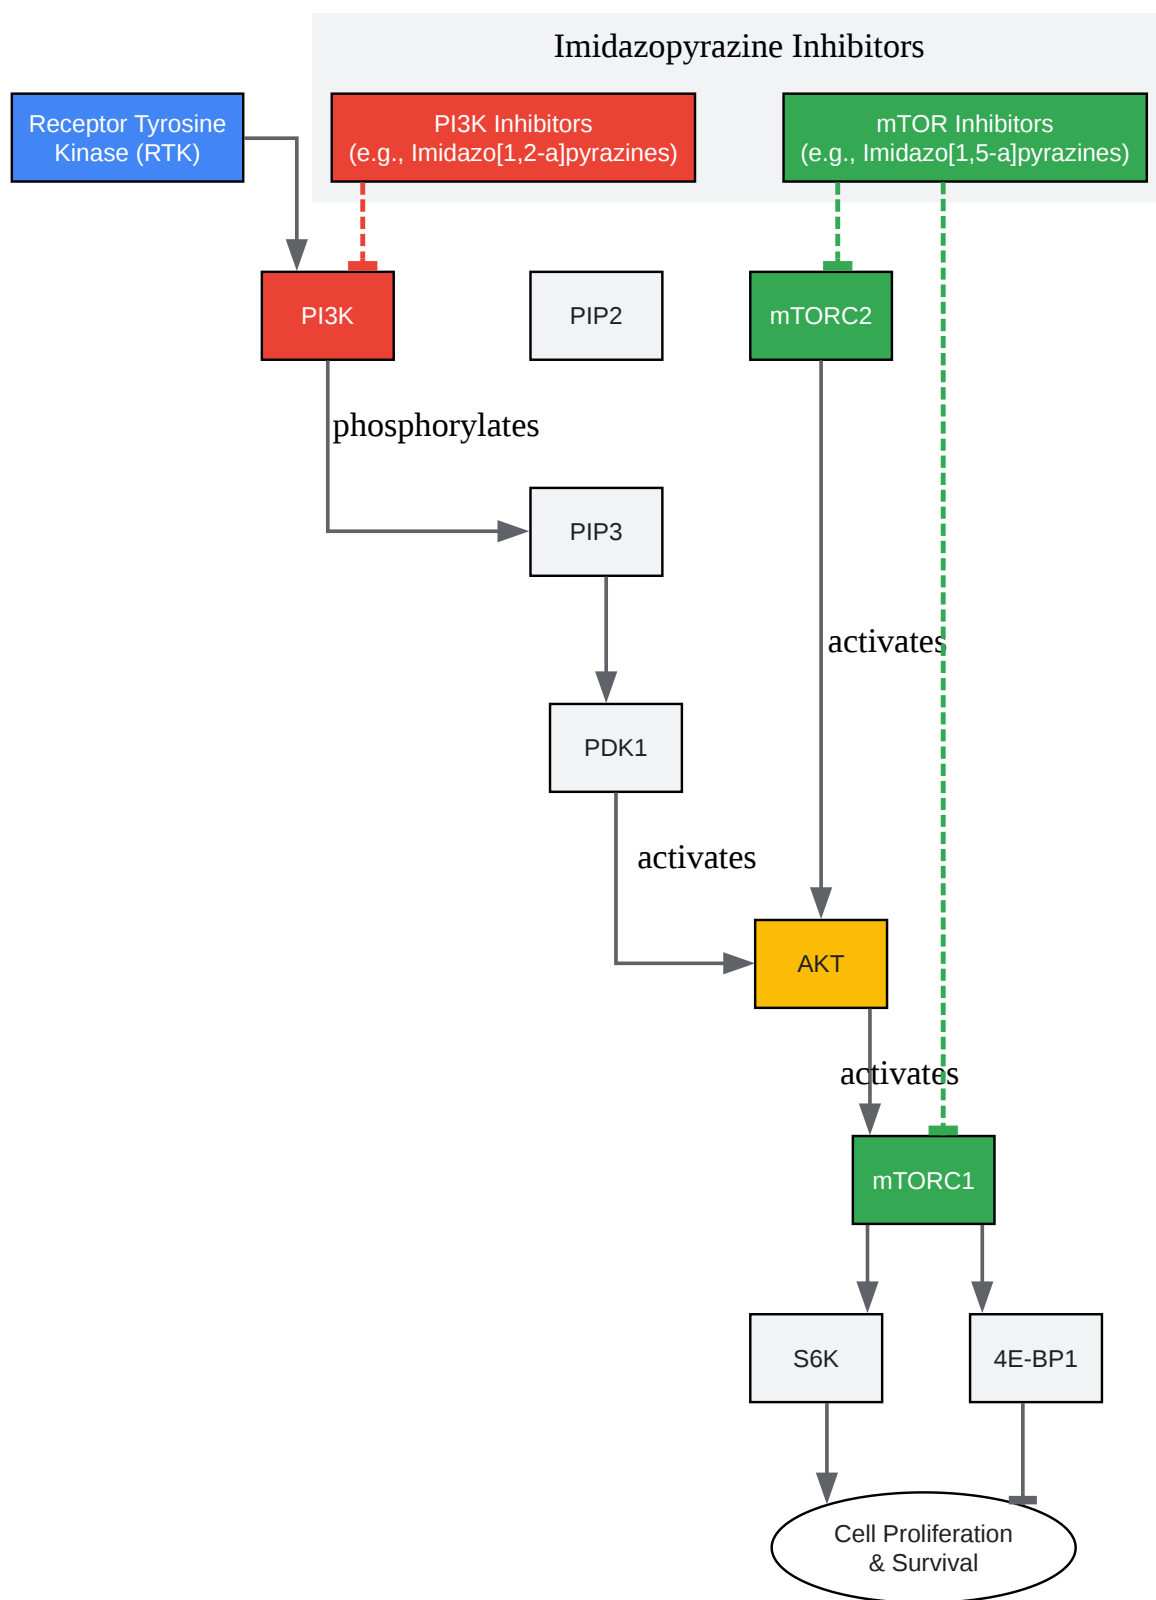 Imidazopyrazine Inhibitors
Receptor Tyrosine
Kinase (RTK)
PI3K Inhibitors
(e.g., Imidazo[1,2-a]pyrazines)
mTOR Inhibitors
(e.g., Imidazo[1,5-a]pyrazines)
PI3K
PIP2
mTORC2
phosphorylates
PIP3
activates
PDK1
activates
AKT
activates
mTORC1
S6K
4E-BP1
Cell Proliferation
& Survival